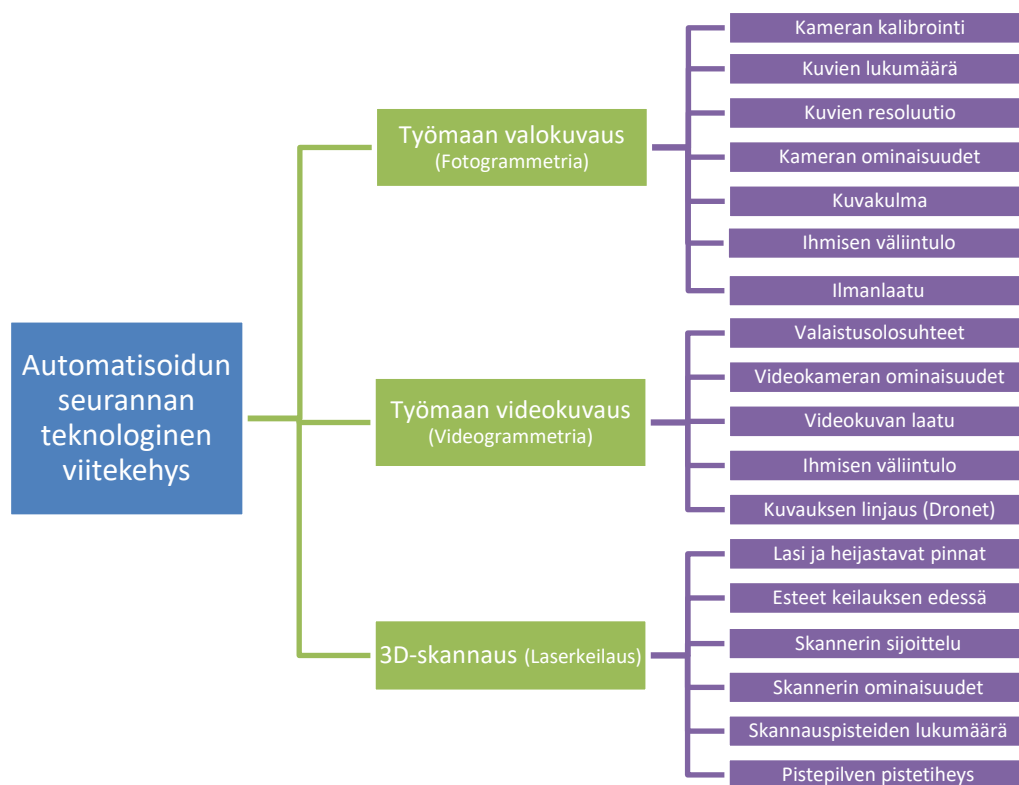 Automatisoidun
seurannan
teknologinen
viitekehys
Työmaan valokuvaus
(Fotogrammetria)
Kameran kalibrointi
Kuvien lukumäärä
Kuvien resoluutio
Kameran ominaisuudet
Kuvakulma
Ihmisen väliintulo
Ilmanlaatu
Työmaan videokuvaus
(Videogrammetria)
Valaistusolosuhteet
Videokameran ominaisuudet
Videokuvan laatu
Ihmisen väliintulo
Kuvauksen linjaus (Dronet)
3D-skannaus (Laserkeilaus)
Lasi ja heijastavat pinnat
Esteet keilauksen edessä
Skannerin sijoittelu
Skannerin ominaisuudet
Skannauspisteiden lukumäärä
Pistepilven pistetiheys